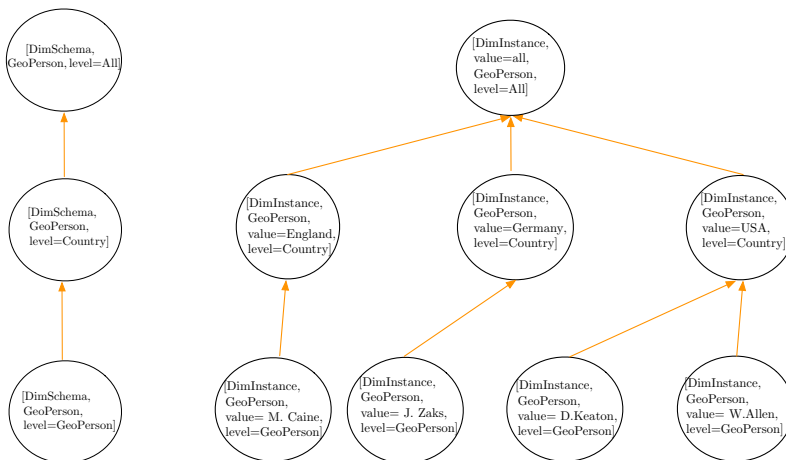 [DimSchema,
GeoPerson, level=All]
[DimInstance,
value=all,
GeoPerson,
level=All]
[DimSchema,
GeoPerson,
level=Country]
[DimInstance,
GeoPerson,
value=England,
level=Country]
[DimInstance,
GeoPerson,
value=Germany,
level=Country]
[DimInstance,
GeoPerson,
value=USA,
level=Country]
[DimSchema,
GeoPerson,
level=GeoPerson]
[DimInstance,
GeoPerson,
value= M. Caine,
level=GeoPerson]
[DimInstance,
GeoPerson,
value= J. Zaks,
level=GeoPerson]
[DimInstance,
GeoPerson,
value= D.Keaton,
level=GeoPerson]
[DimInstance,
GeoPerson,
value= W.Allen,
level=GeoPerson]